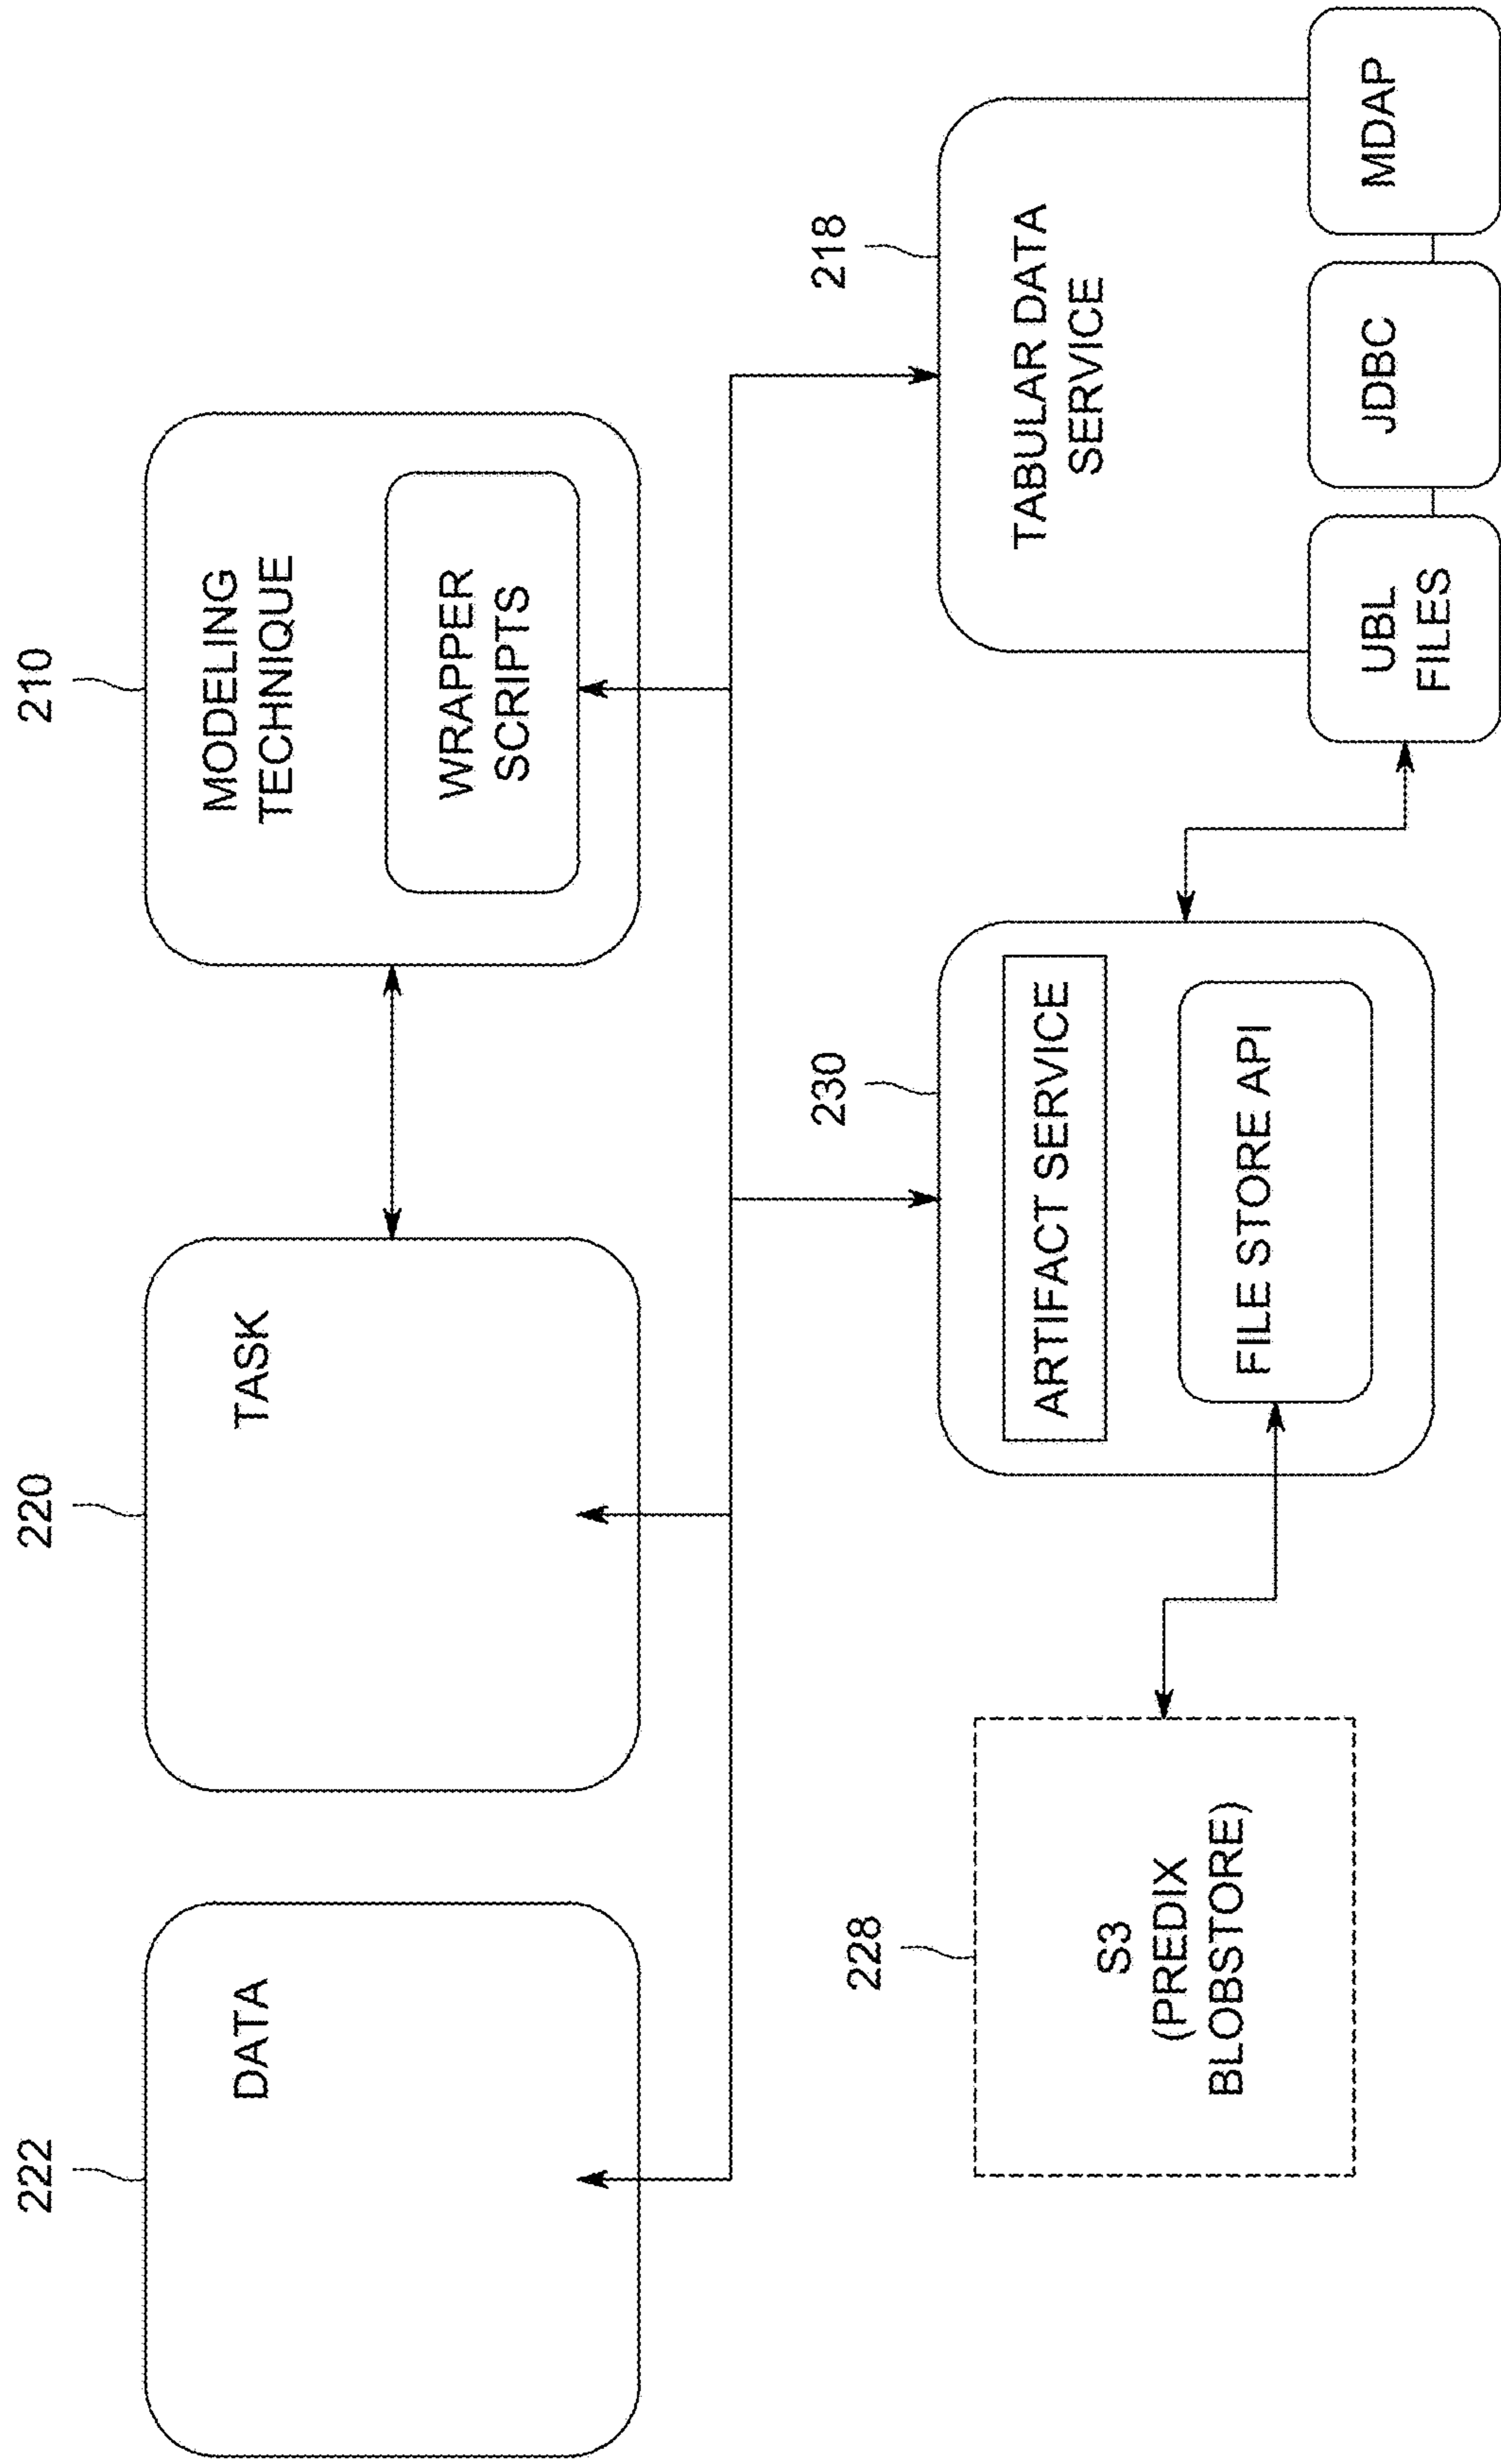 222
DATA
220
TASK
210
MODELING
TECHNIQUE
WRAPPER
SCRIPTS
228
S3
(PREDIX
BLOBSTORE)
230
ARTIFACT SERVICE
FILE STORE API
218
TABULAR DATA
SERVICE
UBL
FILES
JDBC
MDAP